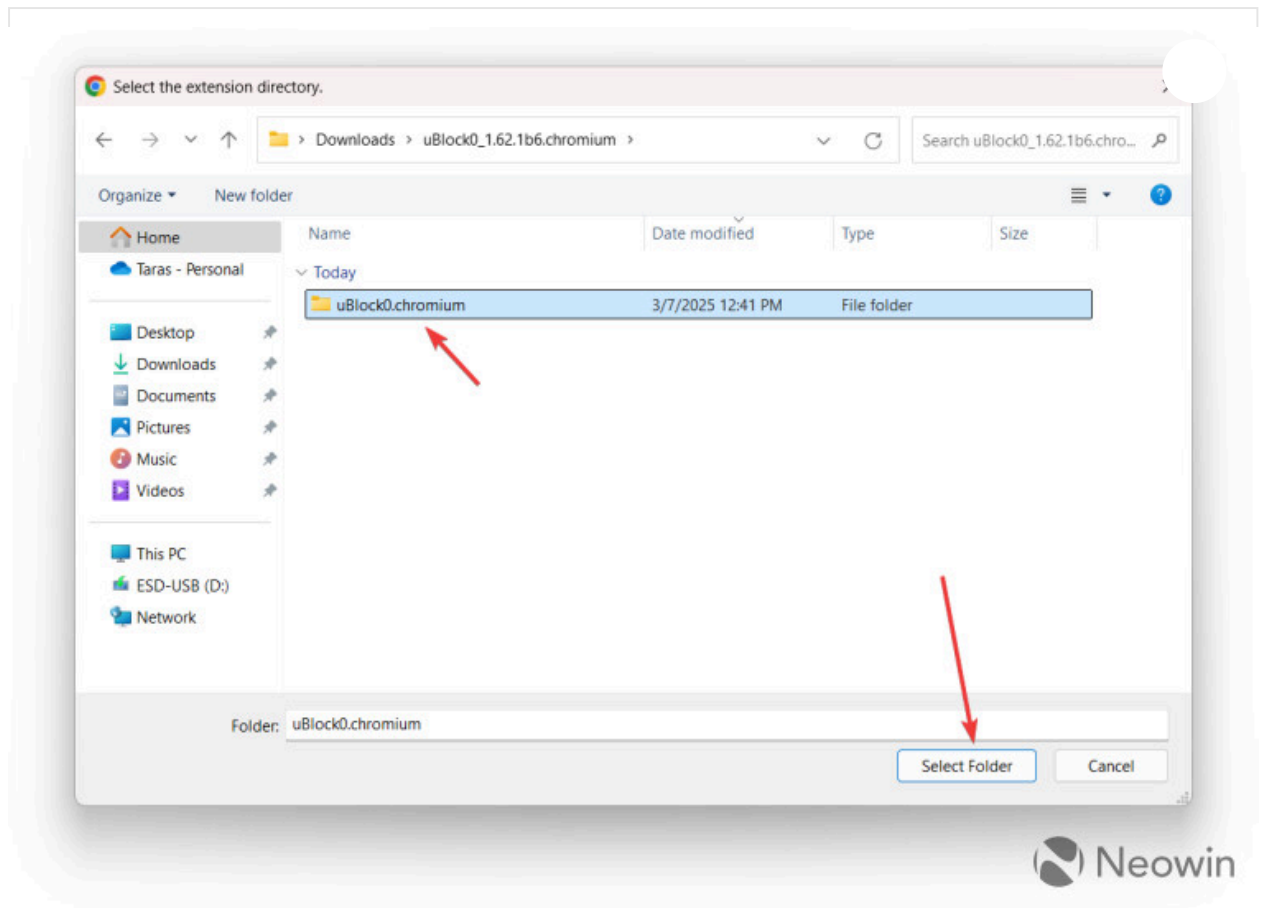 Select the extension directory.
Downloads > uBlock0_1.62.1b6.chromium >
Search uBlock0_1.62.1b6.chro...
Organize
New folder
Name Date modified Type Size
Home
Taras - Personal
Today
uBlock0.chromium 3/7/2025 12:41 PM File folder
Desktop
Downloads
Documents
Pictures
Music
Videos
This PC
ESD-USB (D:)
Network
Folder: uBlock0.chromium
Select Folder
Cancel
Neowin